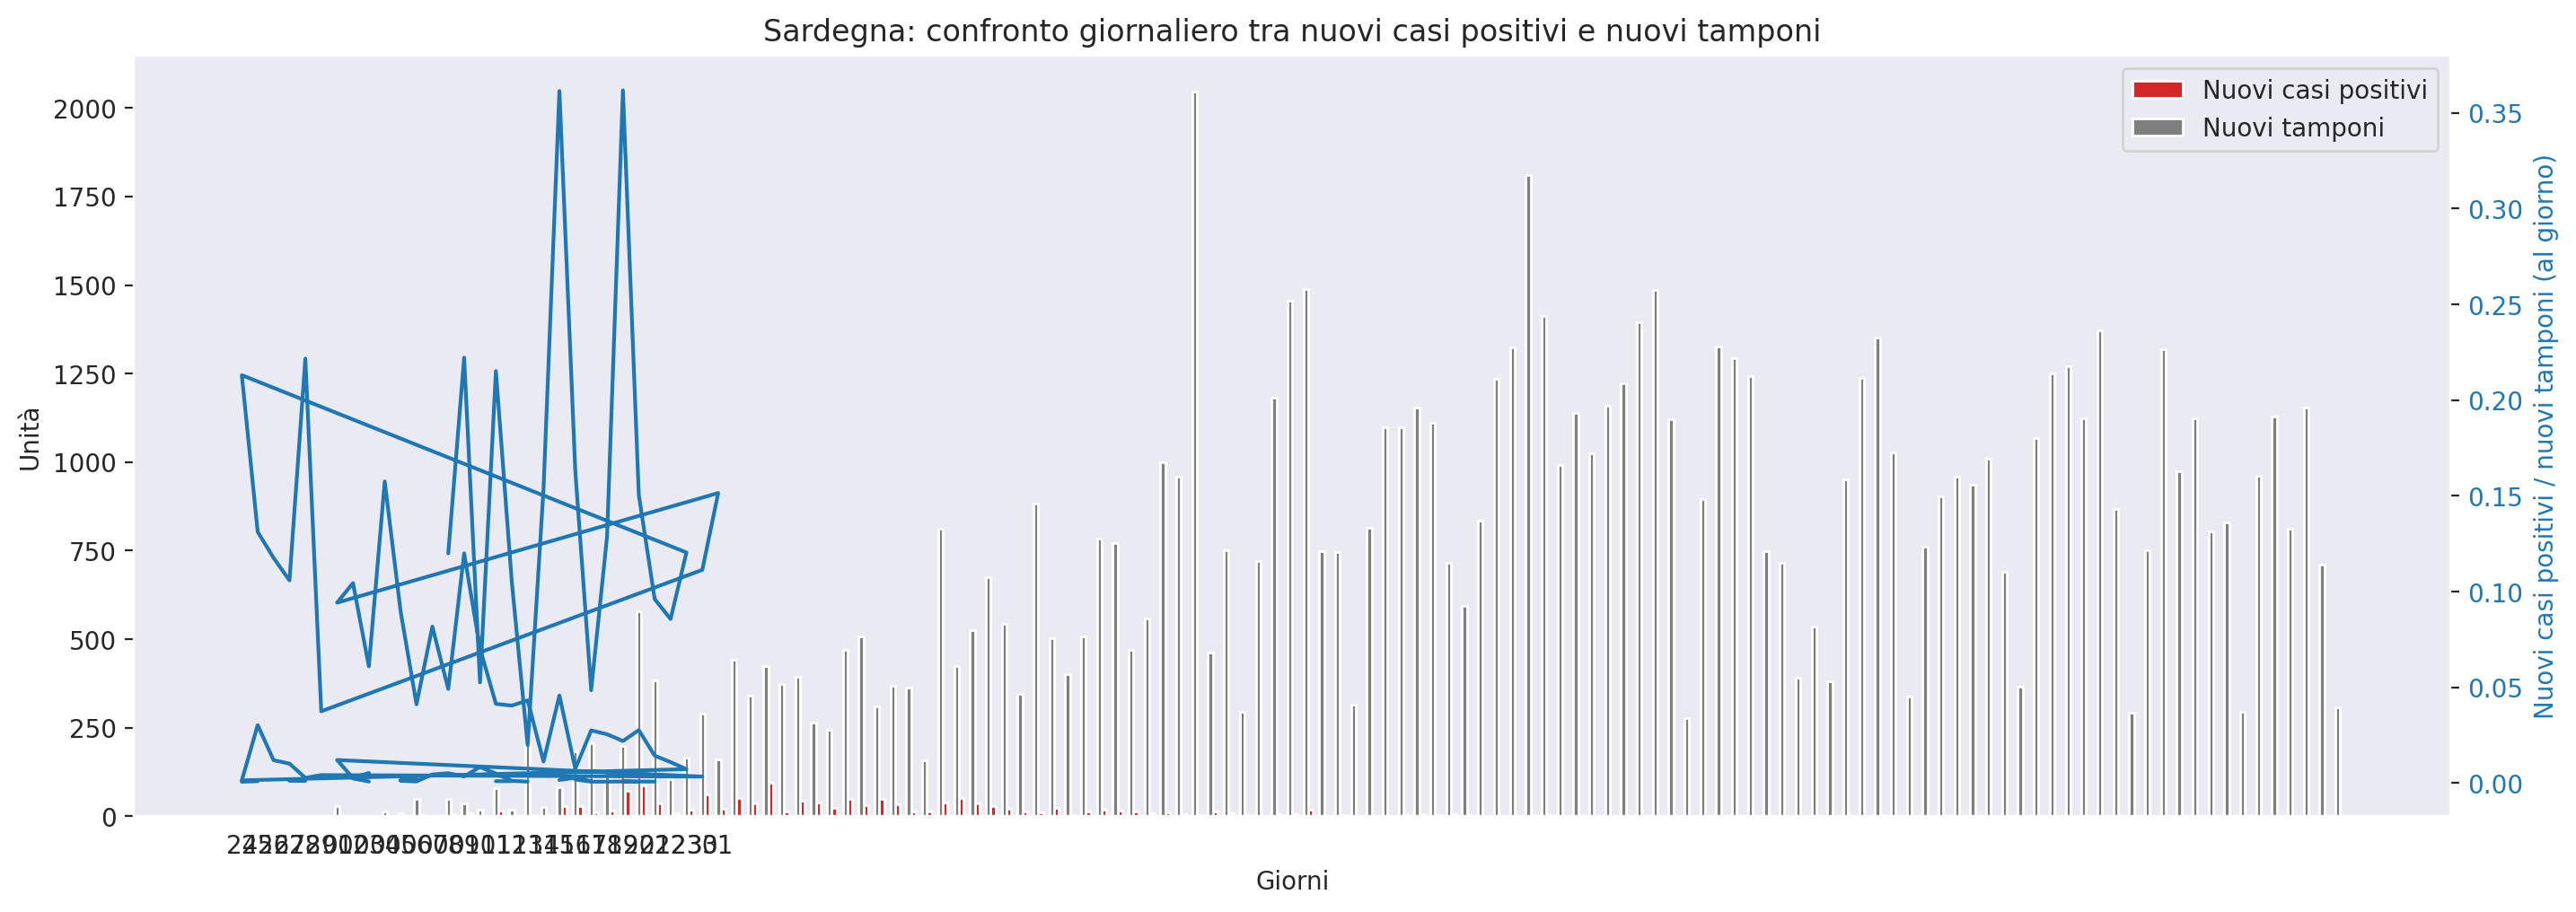 Sardegna: confronto giornaliero tra nuovi casi positivi e nuovi tamponi
Nuovi casi positivi
Nuovi tamponi
2000
1750
1500
1250
1000
750
500
250
0
Unità
0.35
0.30
0.25
0.20
0.15
0.10
0.05
0.00
Nuovi casi positivi / nuovi tamponi (al giorno)
Giorni